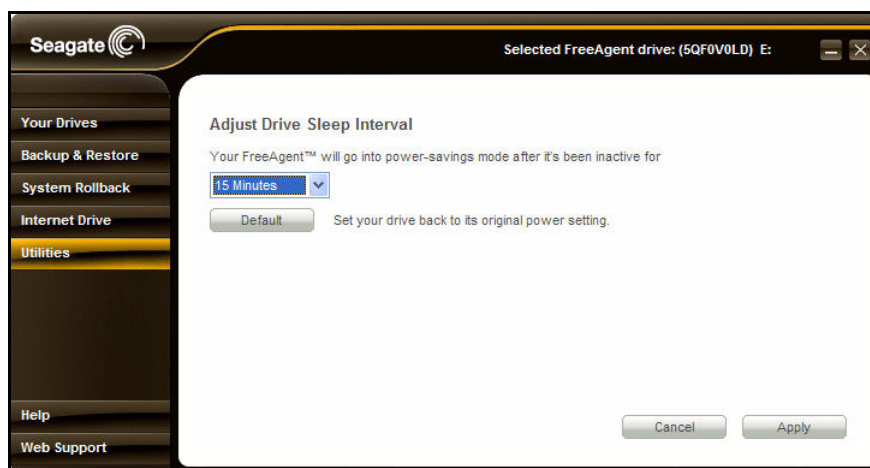 Seagate
Selected FreeAgent drive: (5QF0V0LD) E:
Your Drives
Backup & Restore
System Rollback
Internet Drive
Utilities
Help
Web Support
Adjust Drive Sleep Interval
Your FreeAgent™ will go into power-savings mode after it's been inactive for
15 Minutes
Default
Set your drive back to its original power setting.
Cancel
Apply